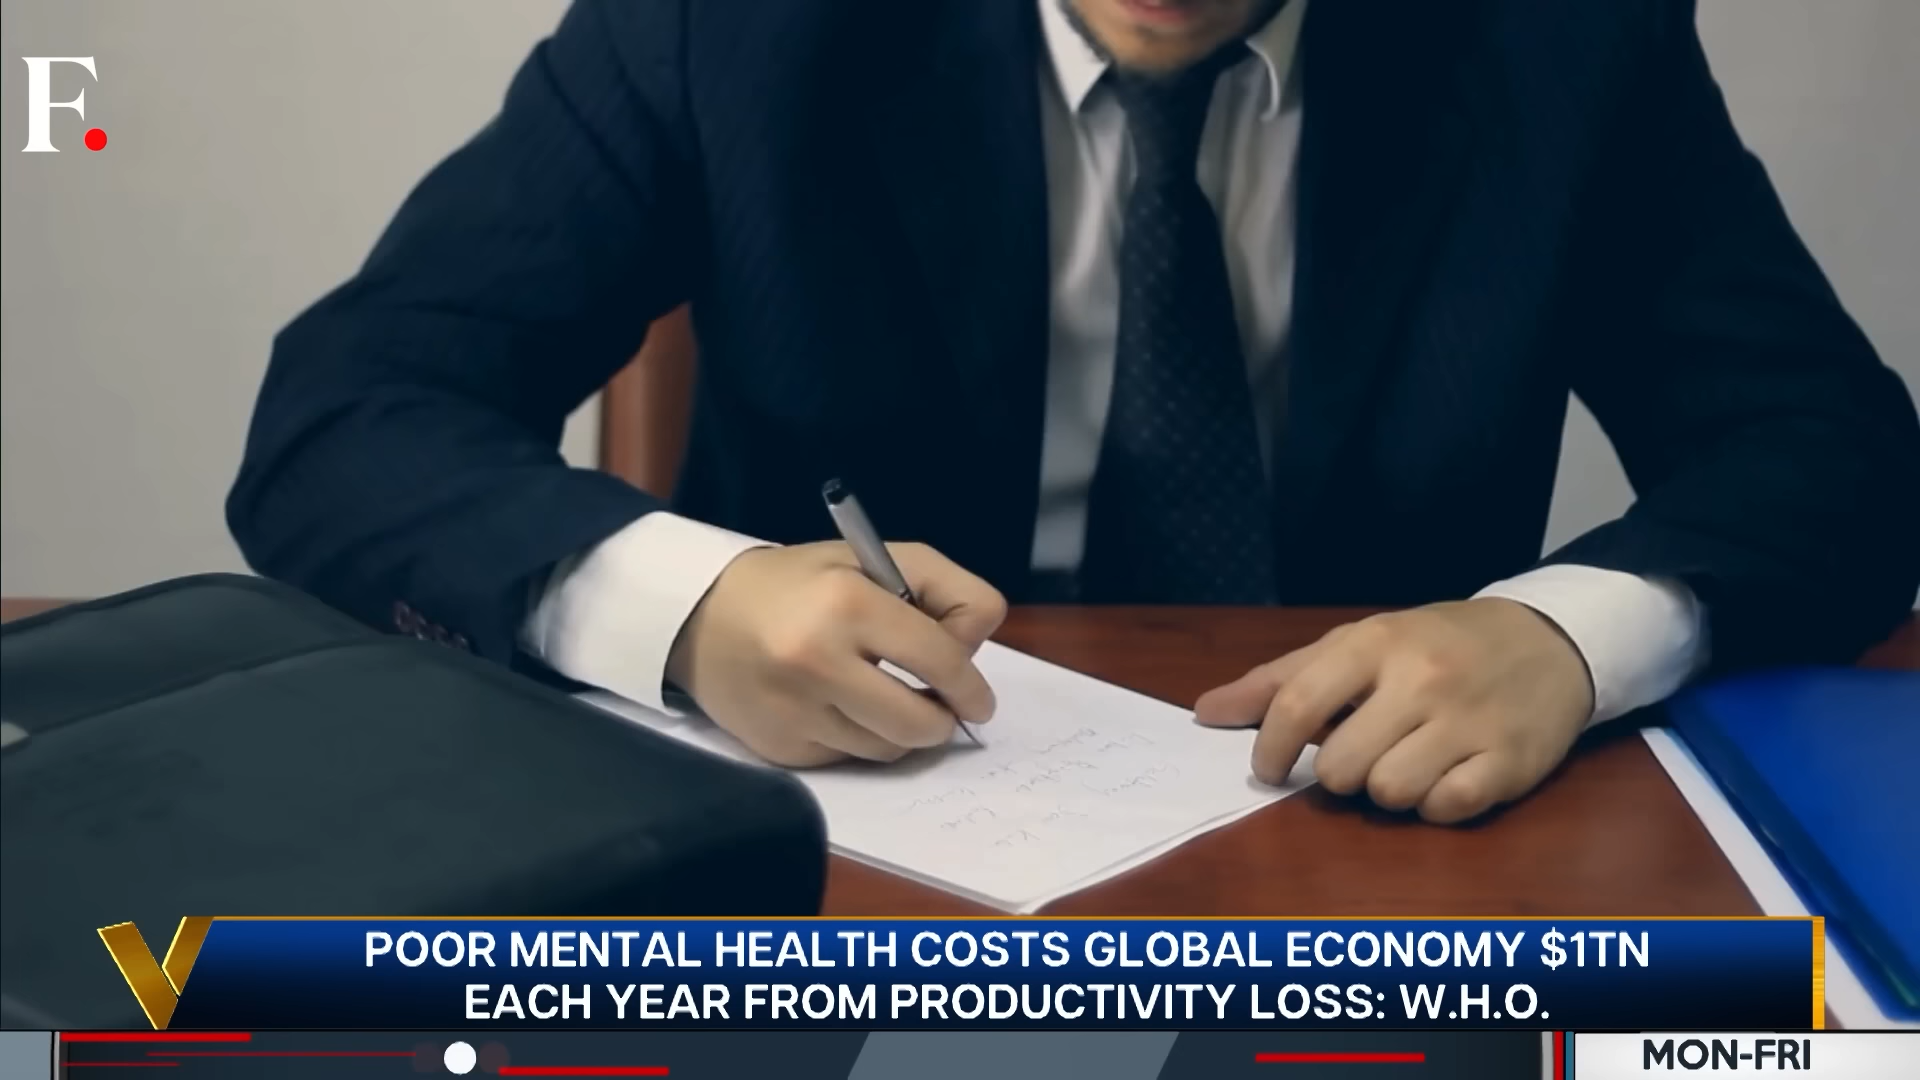 F.
POOR MENTAL HEALTH COSTS GLOBAL ECONOMY $1TN
EACH YEAR FROM PRODUCTIVITY LOSS: W.H.O.
MON-FRI